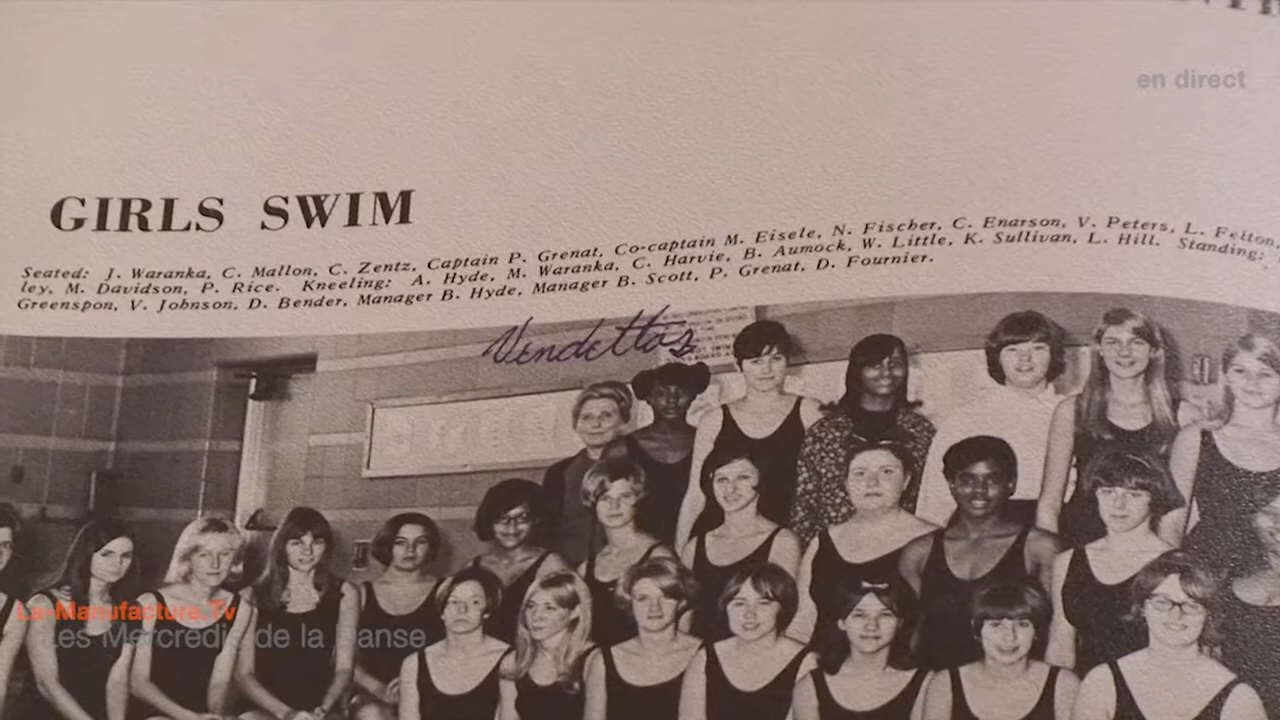 en direct
GIRLS SWIM
Seated: J. Waranka, C. Mallon, C. Zentz, Captain P. Grenat, Co-captain M. Eisele, N. Fischer, C. Enarson, V. Peters, L. Felton,
ley, M. Davidson, P. Rice. Kneeling: A. Hyde, M. Waranka, C. Harvie, B. Aumock, W. Little, K. Sullivan, L. Hill. Standing:
Greenspon, V. Johnson, D. Bender, Manager B. Hyde, Manager B. Scott, P. Grenat, D. Fournier.
Vendettas
La-Manufacture.Tv
Les Mercredis de la Danse